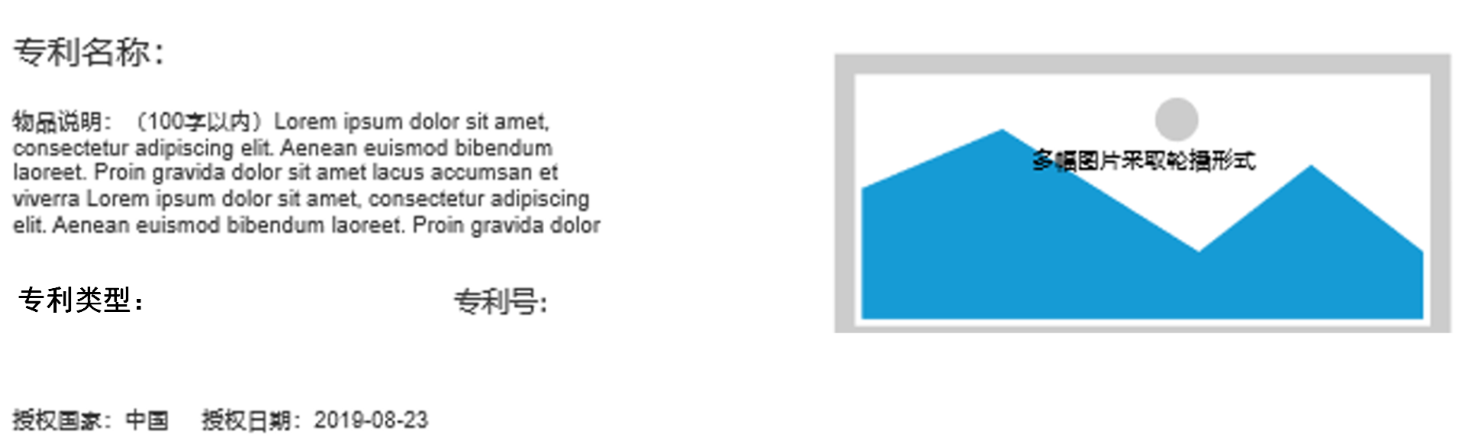 专利名称：
物品说明：（100字以内）Lorem ipsum dolor sit amet,
consectetur adipiscing elit. Aenean euismod bibendum
laoreet. Proin gravida dolor sit amet lacus accumsan et
viverra Lorem ipsum dolor sit amet, consectetur adipiscing
elit. Aenean euismod bibendum laoreet. Proin gravida dolor
专利类型： 专利号：
授权国家：中国 授权日期：2019-08-23
多幅图片采取轮播形式